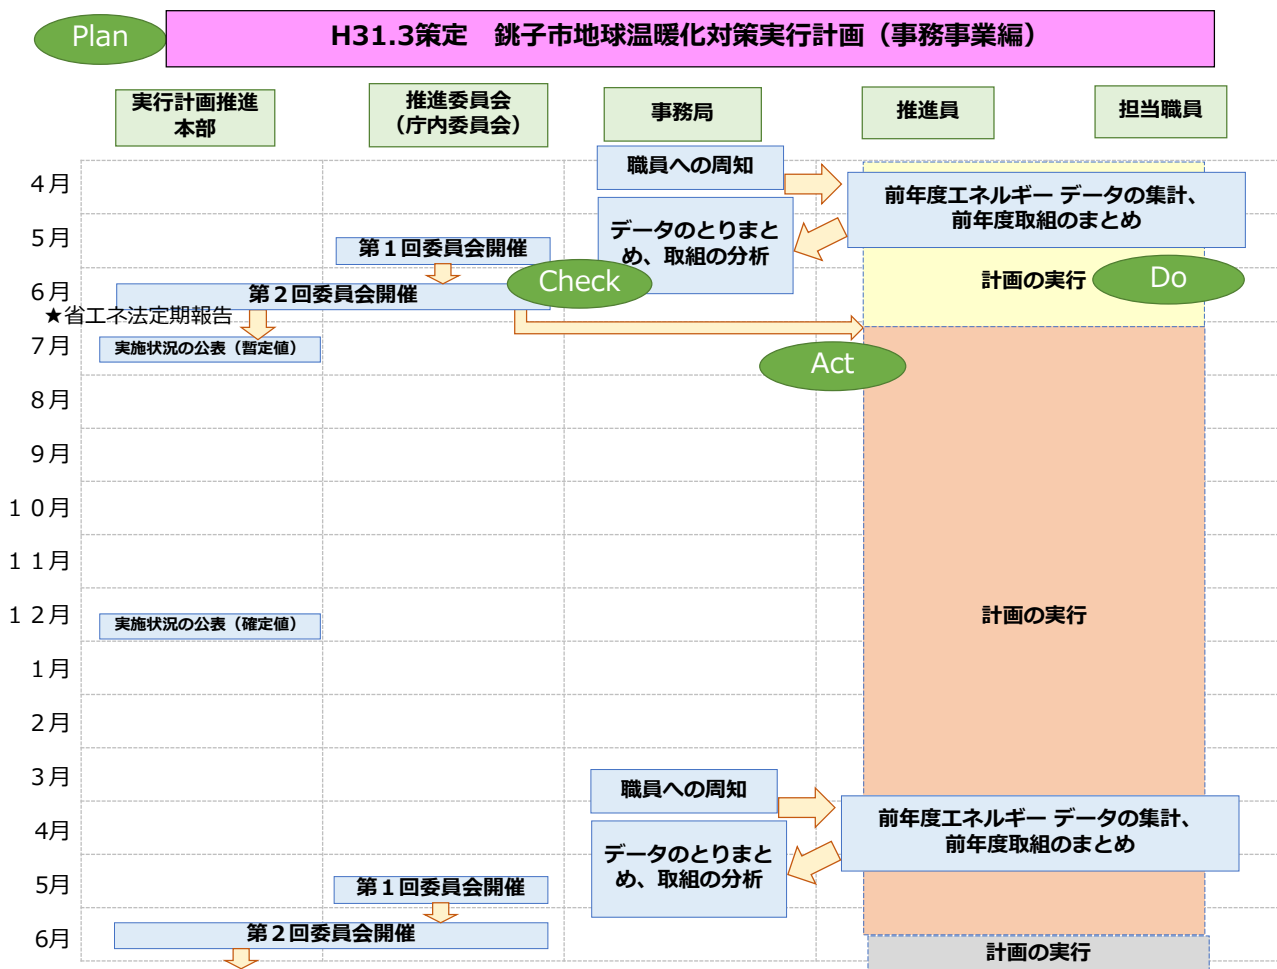 Plan
H31.3策定　銚子市地球温暖化対策実行計画（事務事業編）
実行計画推進
本部
推進委員会
（庁内委員会）
事務局
推進員
担当職員
4月
職員への周知
前年度エネルギー データの集計、
前年度取組のまとめ
5月
第１回委員会開催
データのとりまと
め、取組の分析
6月
第２回委員会開催
Check
計画の実行
Do
★省エネ法定期報告
7月
実施状況の公表（暫定値）
Act
8月
9月
１０月
１１月
１２月
実施状況の公表（確定値）
計画の実行
1月
2月
3月
職員への周知
前年度エネルギー データの集計、
前年度取組のまとめ
4月
データのとりまと
め、取組の分析
5月
第１回委員会開催
6月
第２回委員会開催
計画の実行